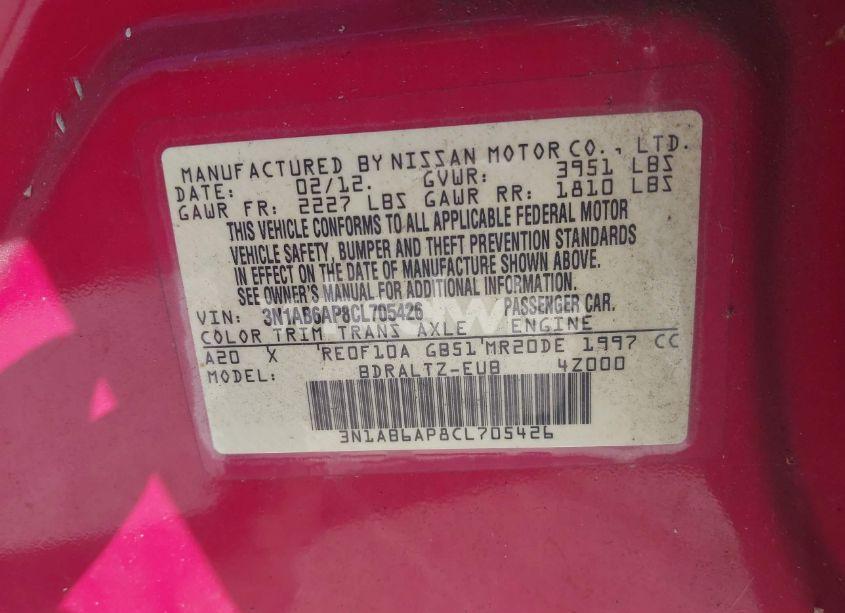 MANUFACTURED BY NISSAN MOTOR CO., LTD.
DATE: 02/12. GVWR: 3951 LBS
GAWR FR: 2227 LBS GAWR RR: 1810 LBS
THIS VEHICLE CONFORMS TO ALL APPLICABLE FEDERAL MOTOR
VEHICLE SAFETY, BUMPER AND THEFT PREVENTION STANDARDS
IN EFFECT ON THE DATE OF MANUFACTURE SHOWN ABOVE.
SEE OWNER'S MANUAL FOR ADDITIONAL INFORMATION.
VIN: 3N1AB6AP8CL705426 PASSENGER CAR.
COLOR TRIM TRANS AXLE ENGINE
A20 X RE0F10A GB51 MR20DE 1997 CC
MODEL: BDRALTZ-EUB 4Z000
3N1AB6AP8CL705426